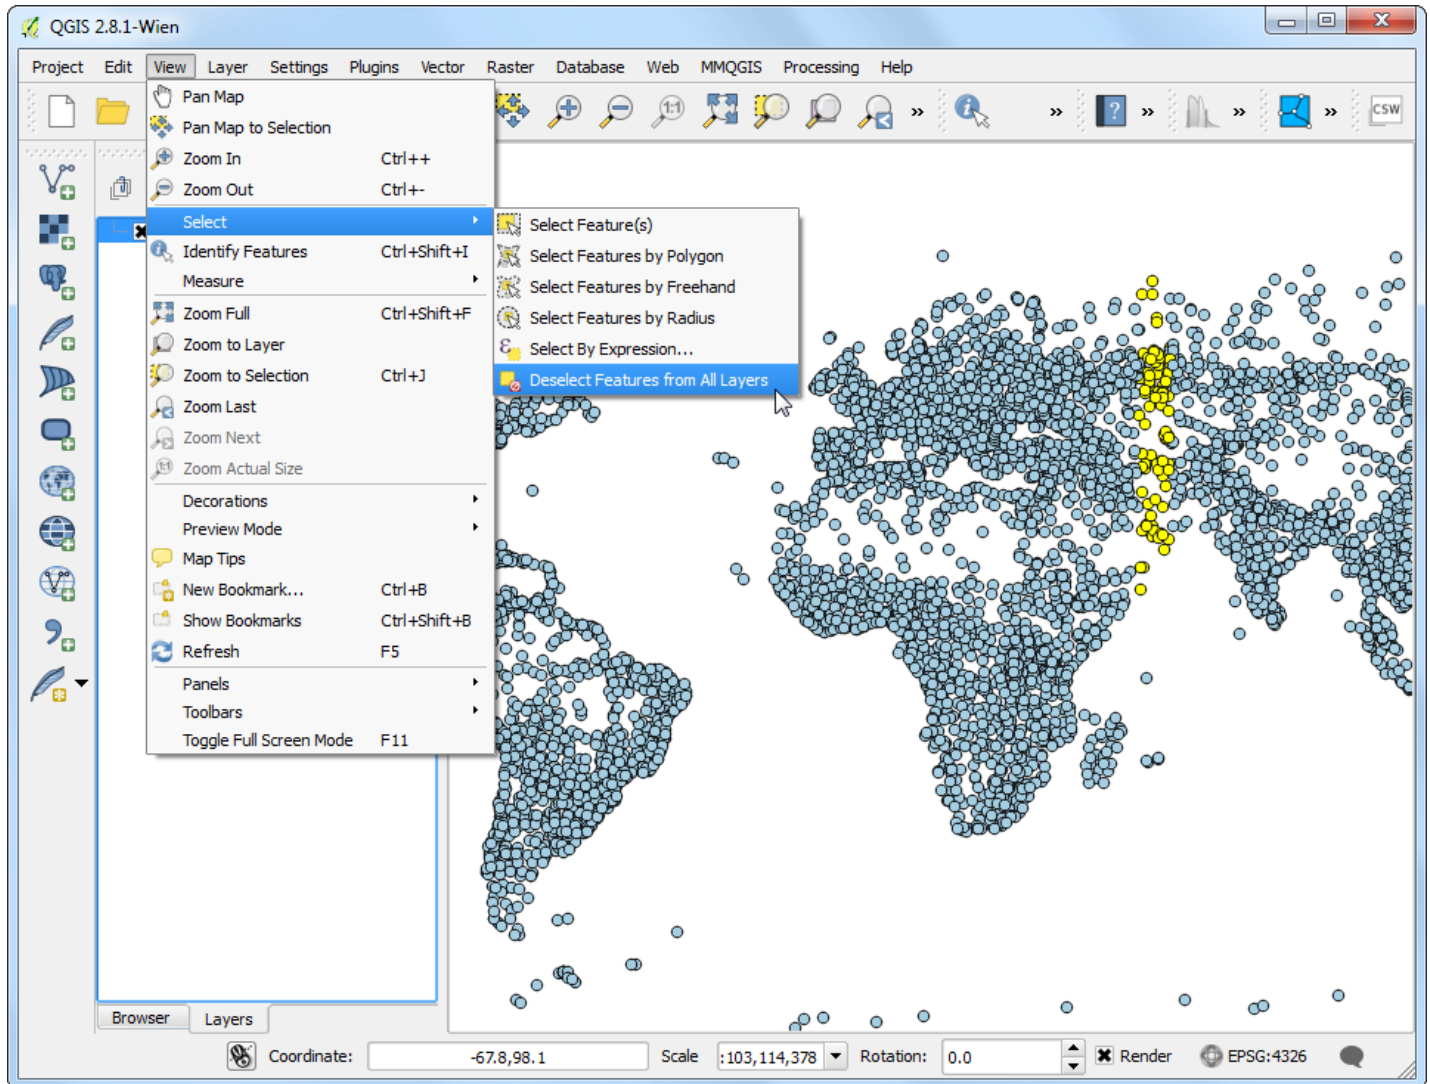 QGIS 2.8.1-Wien
Project Edit View Layer Settings Plugins Vector Raster Database Web MMQGIS Processing Help
Pan Map
Pan Map to Selection
Zoom In Ctrl++
Zoom Out Ctrl+-
Select
Identify Features Ctrl+Shift+I
Measure
Zoom Full Ctrl+Shift+F
Zoom to Layer
Zoom to Selection Ctrl+J
Zoom Last
Zoom Next
Zoom Actual Size
Decorations
Preview Mode
Map Tips
New Bookmark... Ctrl+B
Show Bookmarks Ctrl+Shift+B
Refresh F5
Panels
Toolbars
Toggle Full Screen Mode F11
Select Feature(s)
Select Features by Polygon
Select Features by Freehand
Select Features by Radius
Select By Expression...
Deselect Features from All Layers
1:1
CSW
Browser Layers
Coordinate: -67.8,98.1 Scale :103,114,378 Rotation: 0.0 Render EPSG:4326